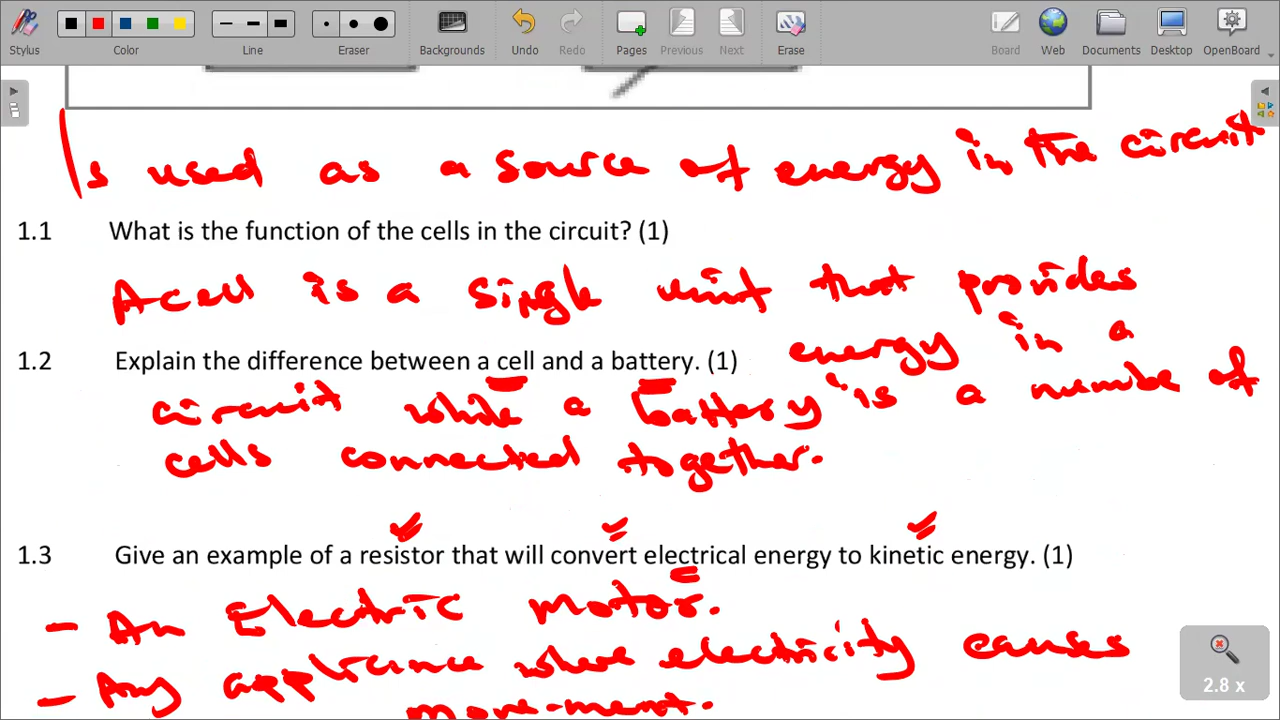 Stylus Color Line Eraser Backgrounds Undo Redo Pages Previous Next Erase Board Web Documents Desktop OpenBoard
Is used as a source of energy in the circuit
1.1 What is the function of the cells in the circuit? (1)
A cell is a single unit that provides
energy in a
1.2 Explain the difference between a cell and a battery. (1)
circuit while a battery is a number of
cells connected together.
1.3 Give an example of a resistor that will convert electrical energy to kinetic energy. (1)
- An Electric motor.
- Any appliance where electricity causes
move-ment.
2.8 x